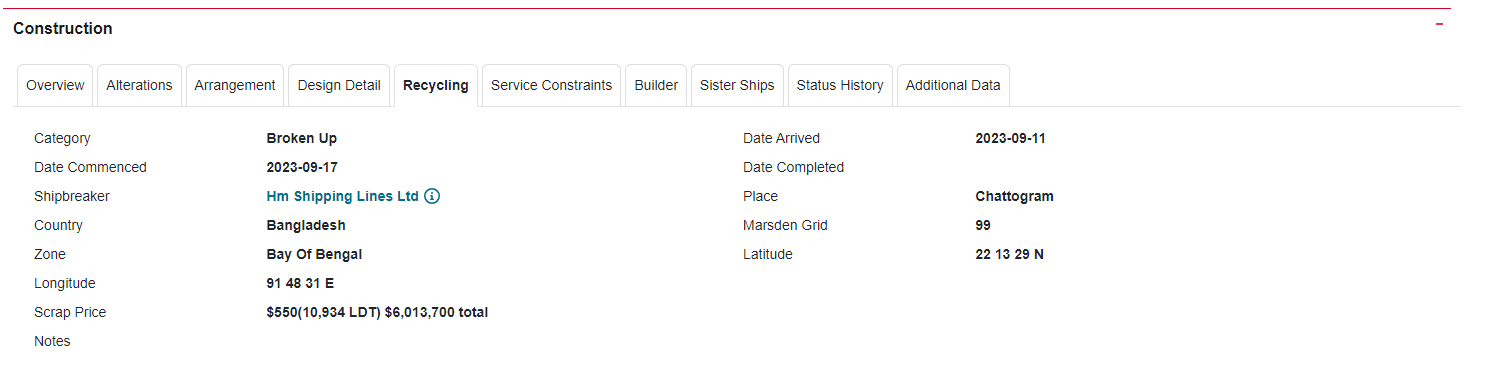 Construction
Overview Alterations Arrangement Design Detail Recycling Service Constraints Builder Sister Ships Status History Additional Data
Category Broken Up Date Arrived 2023-09-11
Date Commenced 2023-09-17 Date Completed
Shipbreaker Hm Shipping Lines Ltd Place Chattogram
Country Bangladesh Marsden Grid 99
Zone Bay Of Bengal Latitude 22 13 29 N
Longitude 91 48 31 E
Scrap Price $550(10,934 LDT) $6,013,700 total
Notes